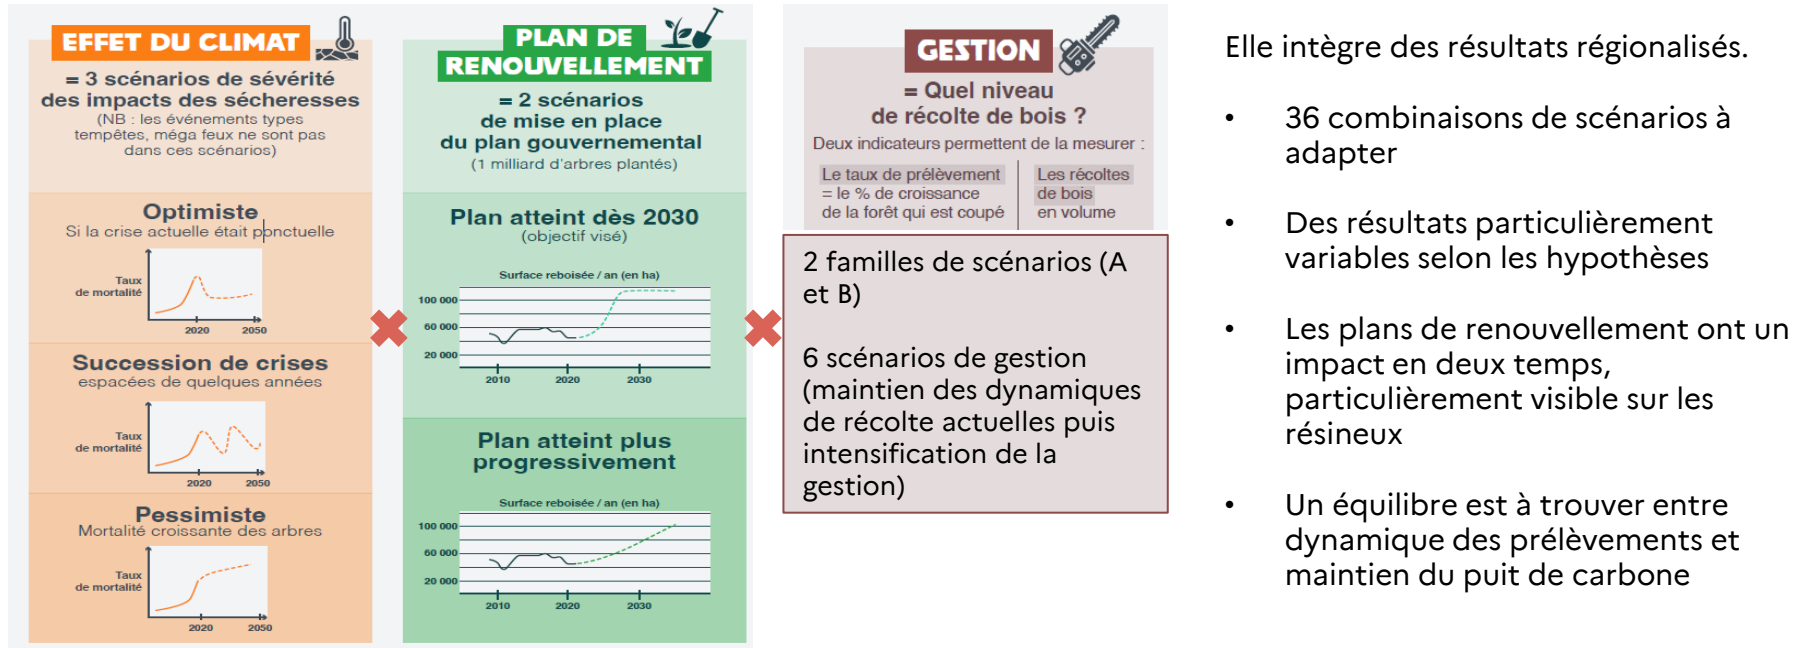 EFFET DU CLIMAT
= 3 scénarios de sévérité
des impacts des sécheresses
(NB : les événements types
tempêtes, méga feux ne sont pas
dans ces scénarios)
Optimiste
Si la crise actuelle était ponctuelle
Taux
de mortalité
2020
2050
Succession de crises
espacées de quelques années
Taux
de mortalité
2020
2050
Pessimiste
Mortalité croissante des arbres
Taux
de mortalité
2020
2050
PLAN DE
RENOUVELLEMENT
= 2 scénarios
de mise en place
du plan gouvernemental
(1 milliard d'arbres plantés)
Plan atteint dès 2030
(objectif visé)
Surface reboisée / an (en ha)
100 000
60 000
20 000
2010
2020
2030
Plan atteint plus
progressivement
Surface reboisée / an (en ha)
100 000
60 000
20 000
2010
2020
2030
GESTION
= Quel niveau
de récolte de bois ?
Deux indicateurs permettent de la mesurer :
Le taux de prélèvement
= le % de croissance
de la forêt qui est coupé
Les récoltes
de bois
en volume
2 familles de scénarios (A
et B)
6 scénarios de gestion
(maintien des dynamiques
de récolte actuelles puis
intensification de la
gestion)
Elle intègre des résultats régionalisés.
• 36 combinaisons de scénarios à
adapter
• Des résultats particulièrement
variables selon les hypothèses
• Les plans de renouvellement ont un
impact en deux temps,
particulièrement visible sur les
résineux
• Un équilibre est à trouver entre
dynamique des prélèvements et
maintien du puit de carbone